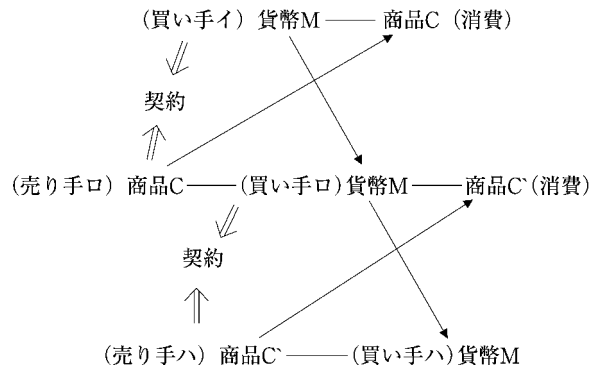 (買い手イ) 貨幣M 商品C (消費)
契約
(売り手ロ) 商品C (買い手ロ) 貨幣M 商品C` (消費)
契約
(売り手ハ) 商品C` (買い手ハ) 貨幣M